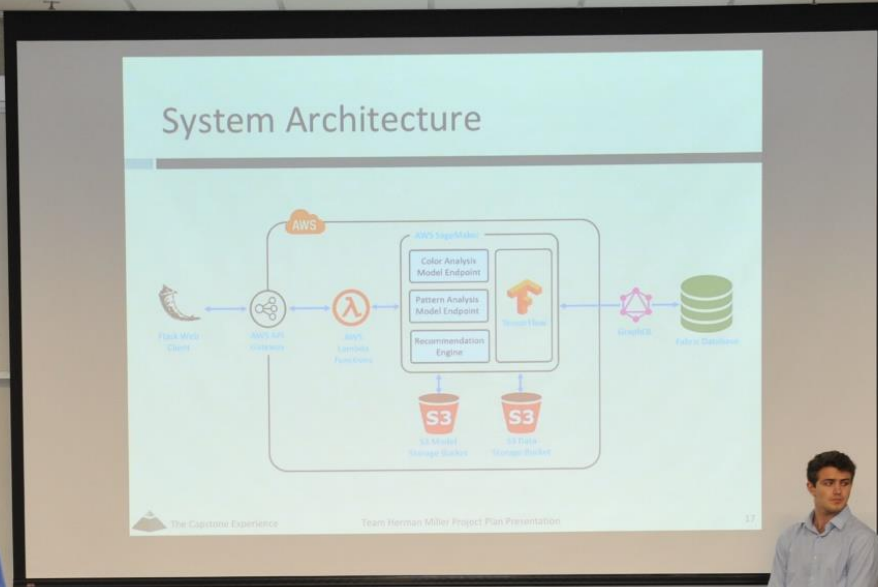 System Architecture
AWS
AWS SageMaker
Color Analysis
Model Endpoint
Pattern Analysis
Model Endpoint
Recommendation
Engine
TensorFlow
Flask Web
Client
AWS API
Gateway
λ
AWS
Lambda
Functions
GraphQL
Fabric Database
S3
S3 Model
Storage Bucket
S3
S3 Data
Storage Bucket
The Capstone Experience
Team Herman Miller Project Plan Presentation
17